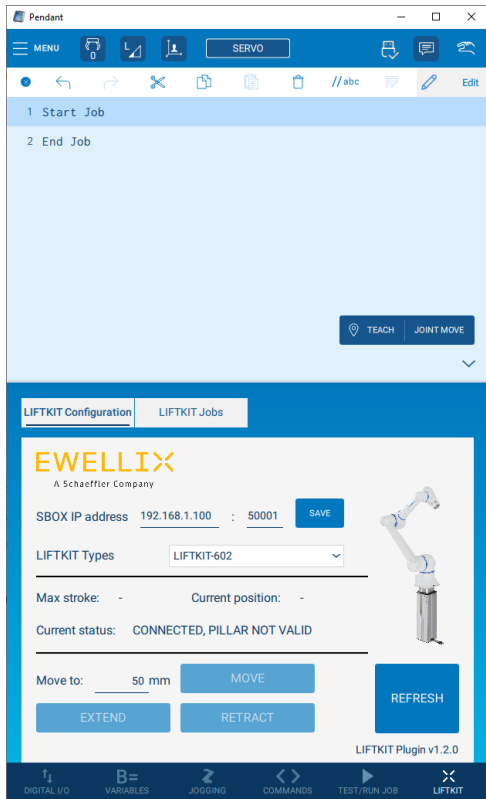 Pendant
MENU
0
L
SERVO
// abc
Edit
1 Start Job
2 End Job
TEACH
JOINT MOVE
LIFTKIT Configuration
LIFTKIT Jobs
EWELLIX
A Schaeffler Company
SBOX IP address 192.168.1.100 : 50001 SAVE
LIFTKIT Types LIFTKIT-602
Max stroke: - Current position: -
Current status: CONNECTED, PILLAR NOT VALID
Move to: 50 mm MOVE
REFRESH
EXTEND RETRACT
LIFTKIT Plugin v1.2.0
B=
DIGITAL I/O VARIABLES JOGGING COMMANDS TEST/RUN JOB LIFTKIT